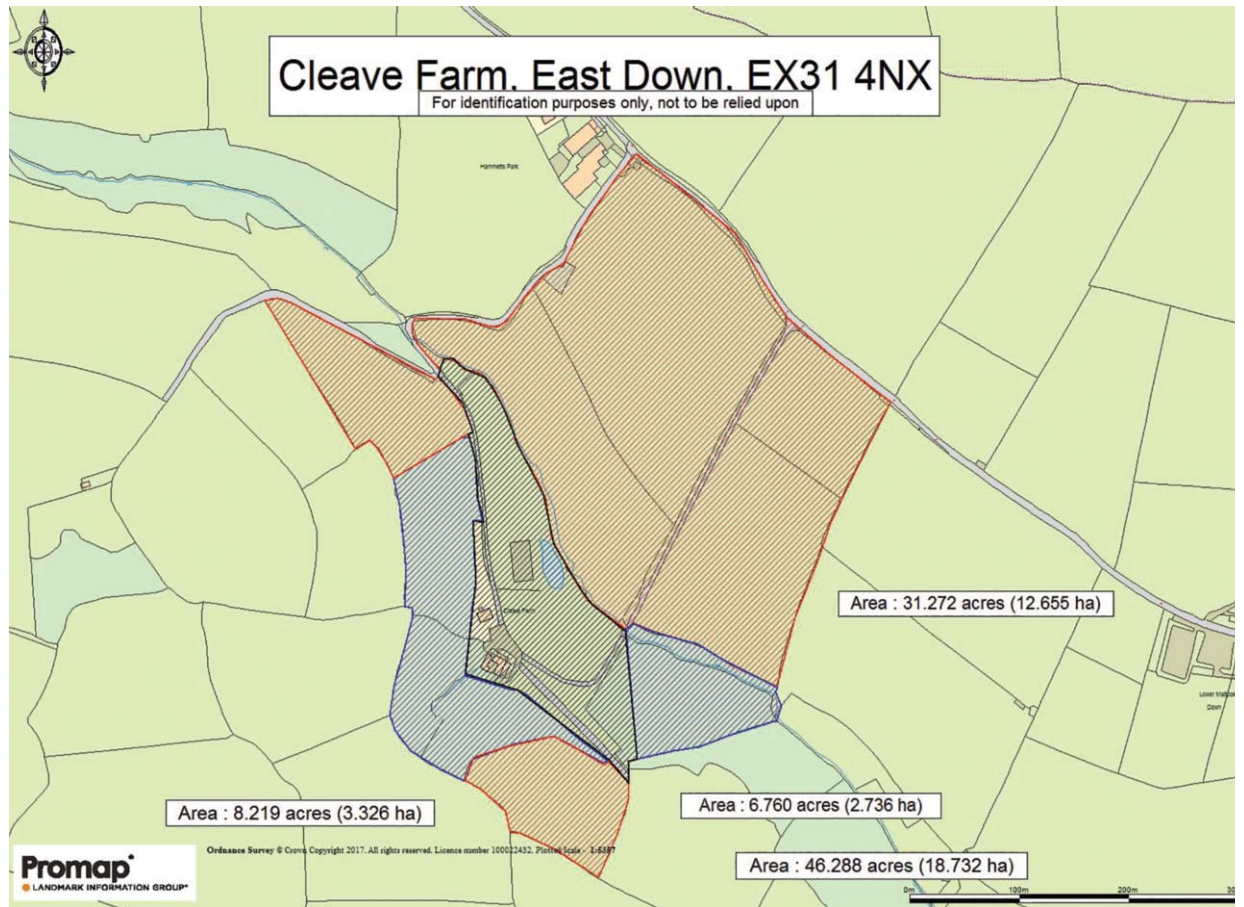 Cleave Farm, East Down, EX31 4NX
For identification purposes only, not to be relied upon
Hammetts Park
Cleave Farm
Area : 31.272 acres (12.655 ha)
Lower
Down
Area : 8.219 acres (3.326 ha)
Area : 6.760 acres (2.736 ha)
Area : 46.288 acres (18.732 ha)
Ordnance Survey © Crown Copyright 2017. All rights reserved. Licence number 100022432. Plotted Scale -
Promap
LANDMARK INFORMATION GROUP
0m 100m 200m